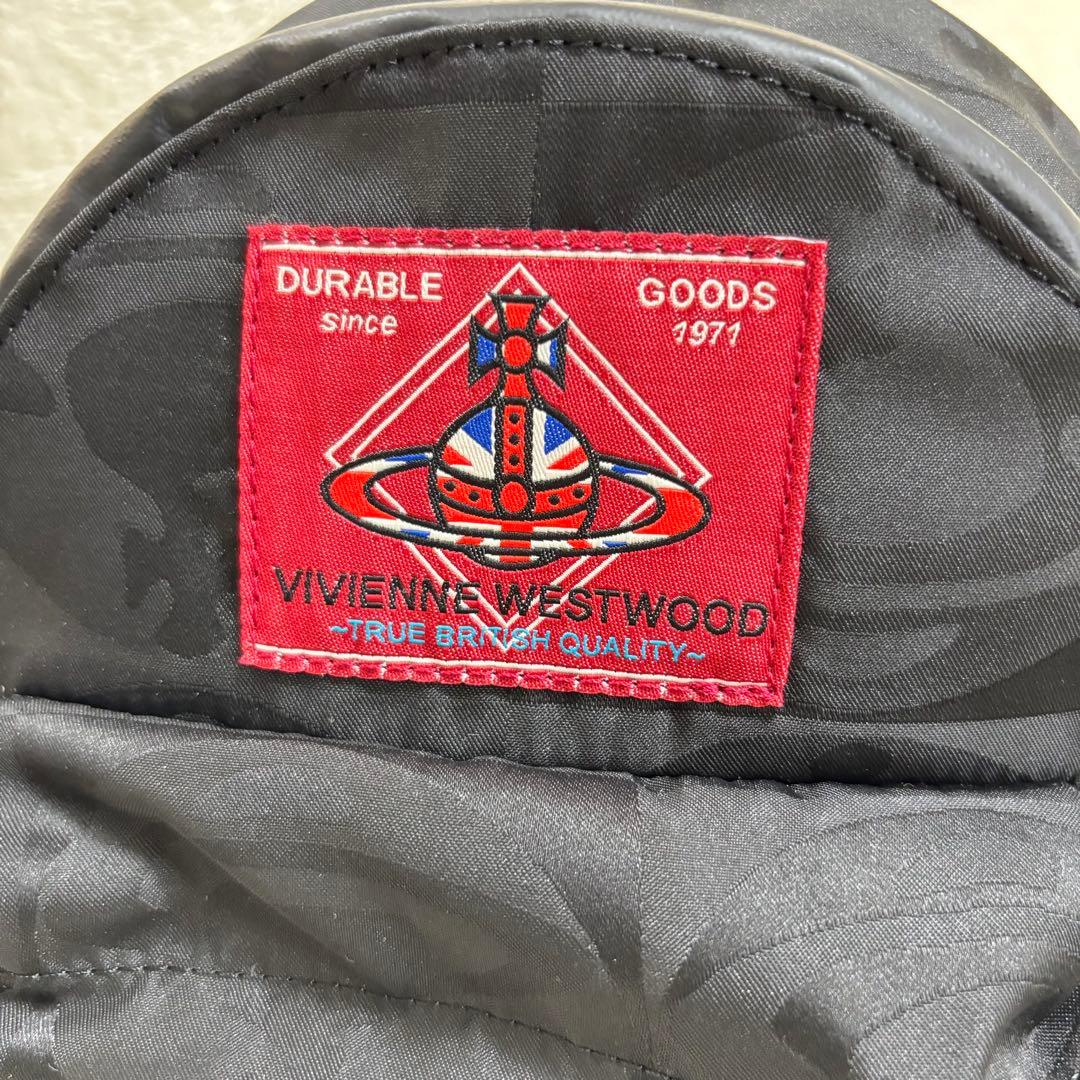 DURABLE GOODS
since 1971
VIVIENNE WESTWOOD
~TRUE BRITISH QUALITY~